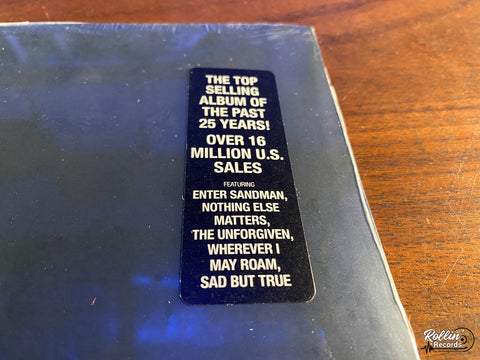 THE TOP
SELLING
ALBUM OF
THE PAST
25 YEARS!
OVER 16
MILLION U.S.
SALES
FEATURING
ENTER SANDMAN,
NOTHING ELSE
MATTERS,
THE UNFORGIVEN,
WHEREVER I
MAY ROAM,
SAD BUT TRUE
Rollin
Records